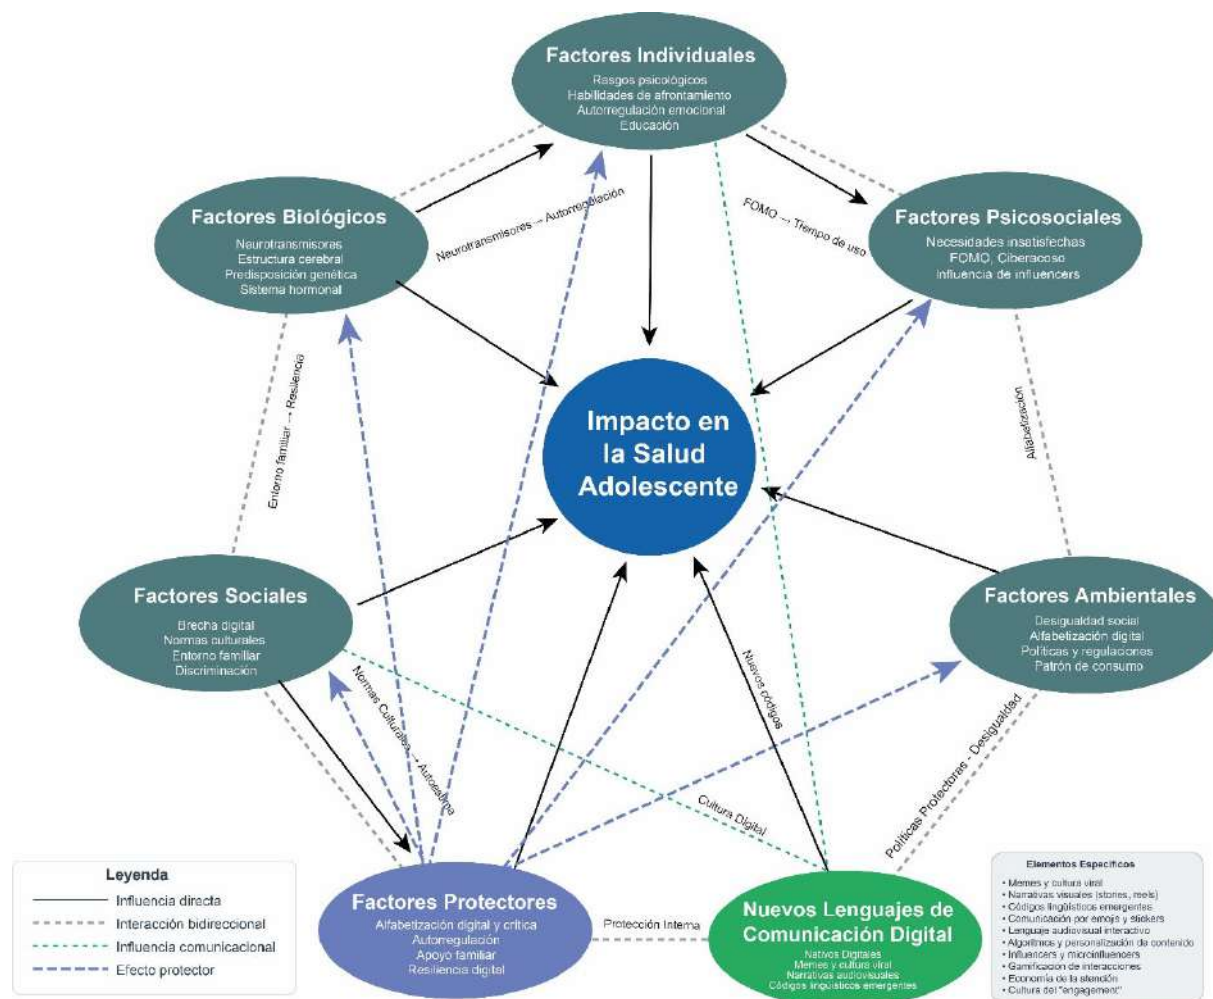 Factores Individuales
Rasgos psicológicos
Habilidades de afrontamiento
Autorregulación emocional
Educación
Factores Biológicos
Neurotransmisores
Estructura cerebral
Predisposición genética
Sistema hormonal
Neurotransmisores → Autorregulación
FOMO → Tiempo de uso
Factores Psicosociales
Necesidades insatisfechas
FOMO, Ciberacoso
Influencia de influencers
Entorno familiar → Resiliencia
Impacto en
la Salud
Adolescente
Alfabetización
Factores Sociales
Brecha digital
Normas culturales
Entorno familiar
Discriminación
Factores Ambientales
Desigualdad social
Alfabetización digital
Políticas y regulaciones
Patrón de consumo
Normas Culturales → Autoestima
Nuevos códigos
Cultura Digital
Políticas Protectoras - Desigualdad
Leyenda
Influencia directa
Interacción bidireccional
Influencia comunicacional
Efecto protector
Factores Protectores
Alfabetización digital y crítica
Autorregulación
Apoyo familiar
Resiliencia digital
Protección Interna
Nuevos Lenguajes de
Comunicación Digital
Nativos Digitales
Memes y cultura viral
Narrativas audiovisuales
Códigos lingüísticos emergentes
Elementos Específicos
• Memes y cultura viral
• Narrativas visuales (stories, reels)
• Códigos lingüísticos emergentes
• Comunicación por emojis y stickers
• Lenguaje audiovisual interactivo
• Algoritmos y personalización de contenido
• Influencers y microinfluencers
• Gamificación de interacciones
• Economía de la atención
• Cultura del "engagement"